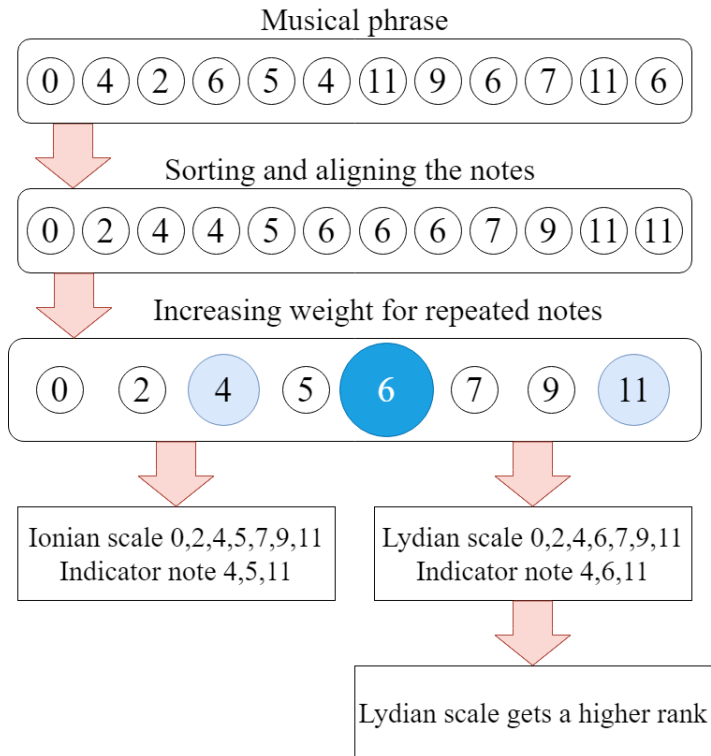 Musical phrase
0 4 2 6 5 4 11 9 6 7 11 6
Sorting and aligning the notes
0 2 4 4 5 6 6 6 7 9 11 11
Increasing weight for repeated notes
0 2 4 5 6 7 9 11
Ionian scale 0,2,4,5,7,9,11
Indicator note 4,5,11
Lydian scale 0,2,4,6,7,9,11
Indicator note 4,6,11
Lydian scale gets a higher rank